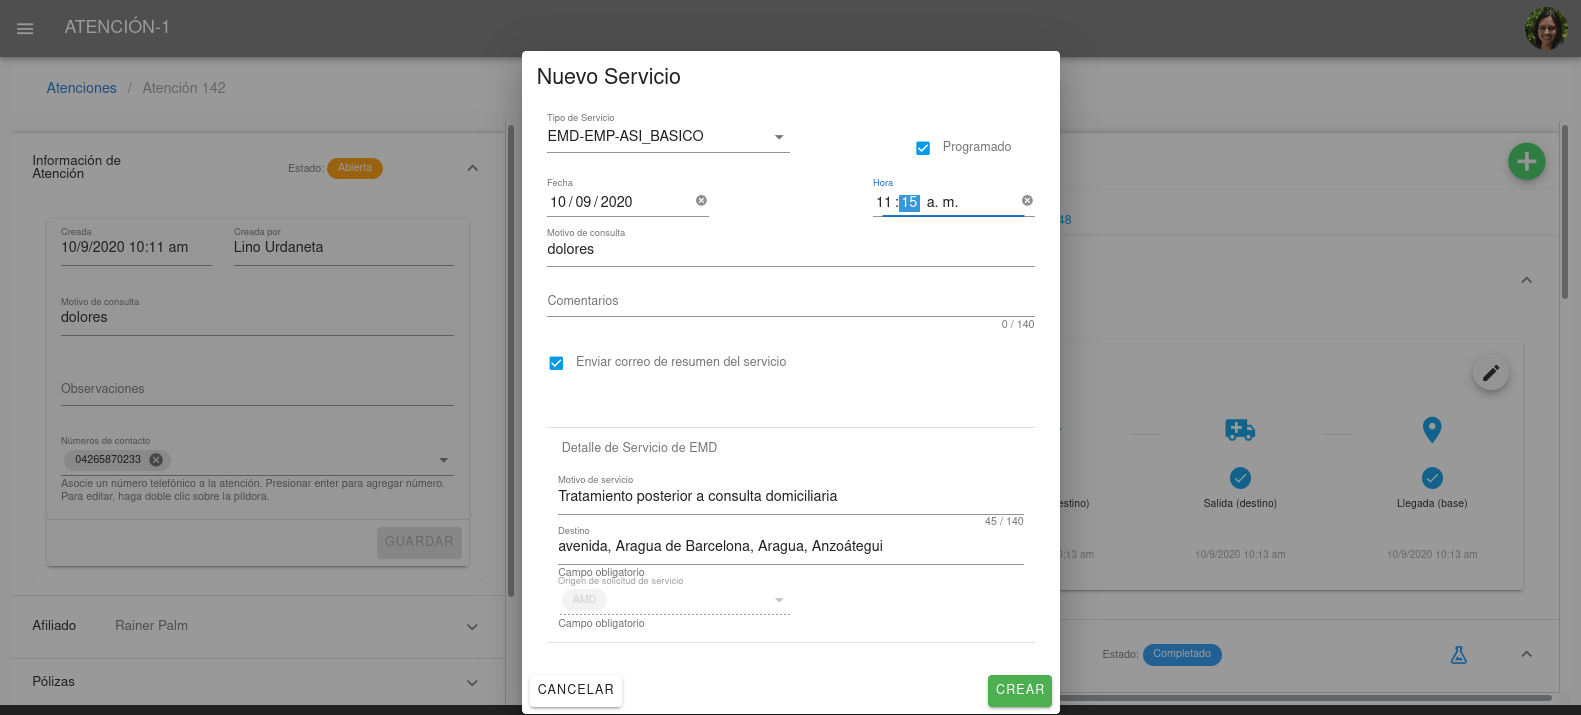 ATENCIÓN-1
Atenciones / Atención 142
Información de
Atención
Estado: Abierta
Creada
10/9/2020 10:11 am
Creada por
Lino Urdaneta
Motivo de consulta
dolores
Observaciones
Números de contacto
04265870233
Asocie un número telefónico a la atención. Presionar enter para agregar número.
Para editar, haga doble clic sobre la píldora.
GUARDAR
Afiliado Rainer Palm
Pólizas
Nuevo Servicio
Tipo de Servicio
EMD-EMP-ASI_BASICO
Programado
Fecha
10 / 09 / 2020
Hora
11 : 15 a. m.
Motivo de consulta
dolores
Comentarios
0 / 140
Enviar correo de resumen del servicio
Detalle de Servicio de EMD
Motivo de servicio
Tratamiento posterior a consulta domiciliaria
45 / 140
Destino
avenida, Aragua de Barcelona, Aragua, Anzoátegui
Campo obligatorio
Origen de solicitud de servicio
AMD
Campo obligatorio
CANCELAR
CREAR
48
estino) Salida (destino) Llegada (base)
0:13 am 10/9/2020 10:13 am 10/9/2020 10:13 am
Estado: Completado